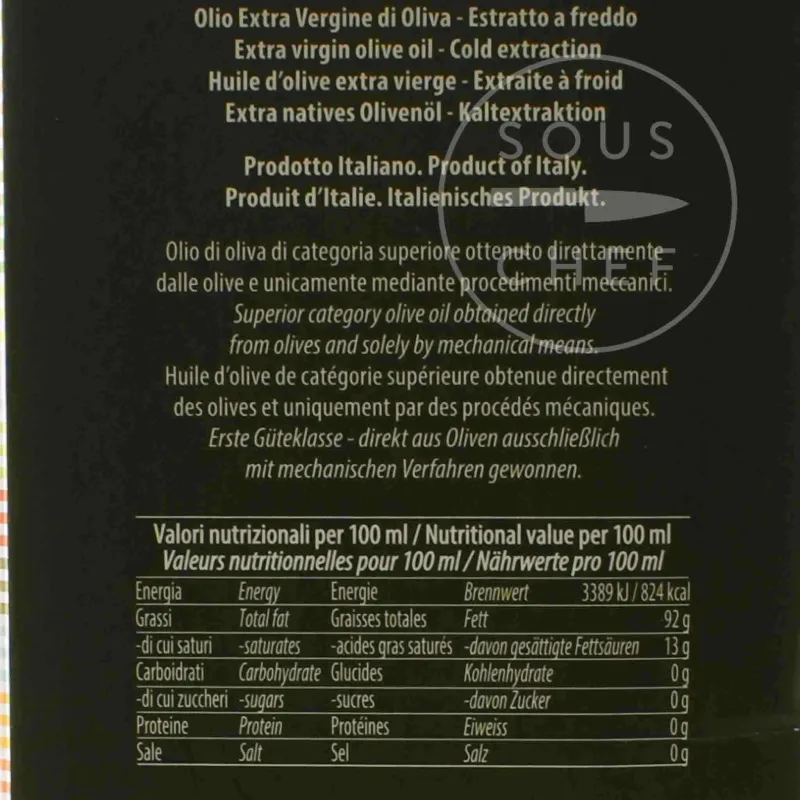 Olio Extra Vergine di Oliva - Estratto a freddo
Extra virgin olive oil - Cold extraction
Huile d'olive extra vierge - Extraite à froid
Extra natives Olivenöl - Kaltextraktion
SOUS
CHEF
Prodotto Italiano. Product of Italy.
Produit d'Italie. Italienisches Produkt.
Olio di oliva di categoria superiore ottenuto direttamente
dalle olive e unicamente mediante procedimenti meccanici.
Superior category olive oil obtained directly
from olives and solely by mechanical means.
Huile d'olive de catégorie supérieure obtenue directement
des olives et uniquement par des procédés mécaniques.
Erste Güteklasse - direkt aus Oliven ausschließlich
mit mechanischen Verfahren gewonnen.
Valori nutrizionali per 100 ml / Nutritional value per 100 ml
Valeurs nutritionnelles pour 100 ml / Nährwerte pro 100 ml
Energia Energy Energie Brennwert 3389 kJ / 824 kcal
Grassi Total fat Graisses totales Fett 92 g
-di cui saturi -saturates -acides gras saturés -davon gesättigte Fettsäuren 13 g
Carboidrati Carbohydrate Glucides Kohlenhydrate 0 g
-di cui zuccheri -sugars -sucres -davon Zucker 0 g
Proteine Protein Protéines Eiweiss 0 g
Sale Salt Sel Salz 0 g